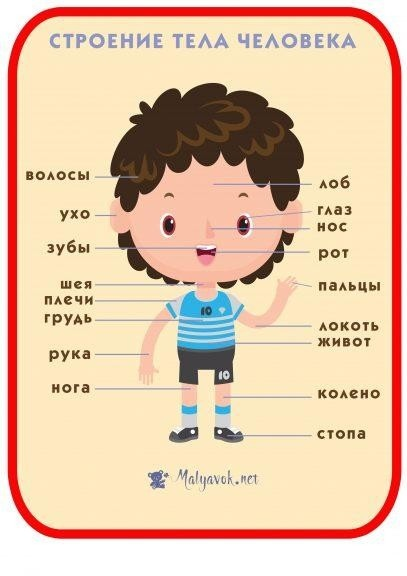 СТРОЕНИЕ ТЕЛА ЧЕЛОВЕКА
ВОЛОСЫ
ЛОБ
УХО
ГЛАЗ
НОС
ЗУБЫ
РОТ
ШЕЯ
ПАЛЬЦЫ
ПЛЕЧИ
ГРУДЬ
10
ЛОКОТЬ
ЖИВОТ
РУКА
10
НОГА
КОЛЕНО
СТОПА
Malyavok.net